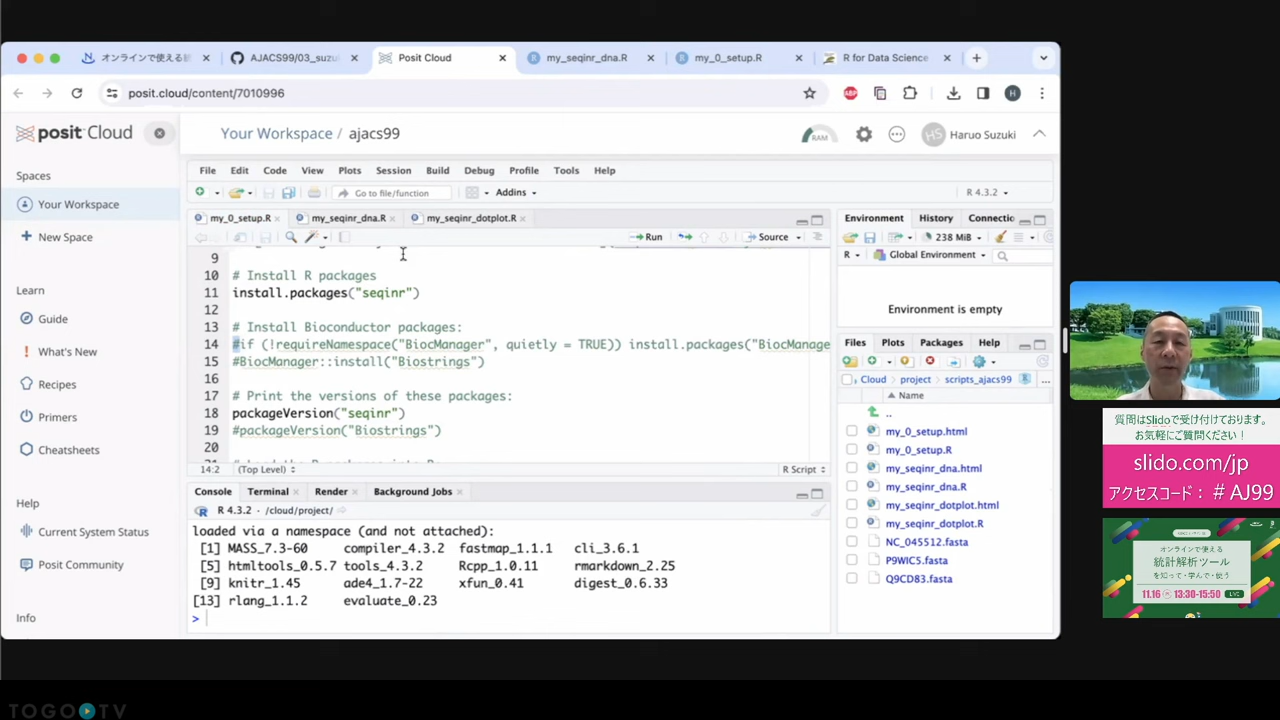 オンラインで使える
AJACS99/03_suzu
Posit Cloud
my_seqinr_dna.R
my_0_setup.R
R for Data Science
posit.cloud/content/7010996
ABP
H
posit Cloud
Your Workspace / ajacs99
RAM
HS
Haruo Suzuki
Spaces
Your Workspace
New Space
Learn
Guide
What's New
Recipes
Primers
Cheatsheets
Help
Current System Status
Posit Community
Info
File Edit Code View Plots Session Build Debug Profile Tools Help
Go to file/function
Addins
R 4.3.2
my_0_setup.R
my_seqinr_dna.R
my_seqinr_dotplot.R
Run
Source
9
10 # Install R packages
11 install.packages("seqinr")
12
13 # Install Bioconductor packages:
14 #if (!requireNamespace("BiocManager", quietly = TRUE)) install.packages("BiocManage
15 #BiocManager::install("Biostrings")
16
17 # Print the versions of these packages:
18 packageVersion("seqinr")
19 #packageVersion("Biostrings")
20
14:2 (Top Level)
R Script
Console Terminal Render Background Jobs
R 4.3.2 · /cloud/project/
loaded via a namespace (and not attached):
[1] MASS_7.3-60 compiler_4.3.2 fastmap_1.1.1 cli_3.6.1
[5] htmltools_0.5.7 tools_4.3.2 Rcpp_1.0.11 rmarkdown_2.25
[9] knitr_1.45 ade4_1.7-22 xfun_0.41 digest_0.6.33
[13] rlang_1.1.2 evaluate_0.23
>
Environment History Connectio
238 MiB
R Global Environment
Environment is empty
Files Plots Packages Help
Cloud project scripts_ajacs99 ...
Name
..
my_0_setup.html
my_0_setup.R
my_seqinr_dna.html
my_seqinr_dna.R
my_seqinr_dotplot.html
my_seqinr_dotplot.R
NC_045512.fasta
P9WIC5.fasta
Q9CD83.fasta
質問はSlidoで受け付けております。
お気軽にご質問ください！
slido.com/jp
アクセスコード：＃AJ99
オンラインで使える
統計解析ツール
を知って・学んで・使う
11.16 13:30-15:50 LIVE
TOGO TV